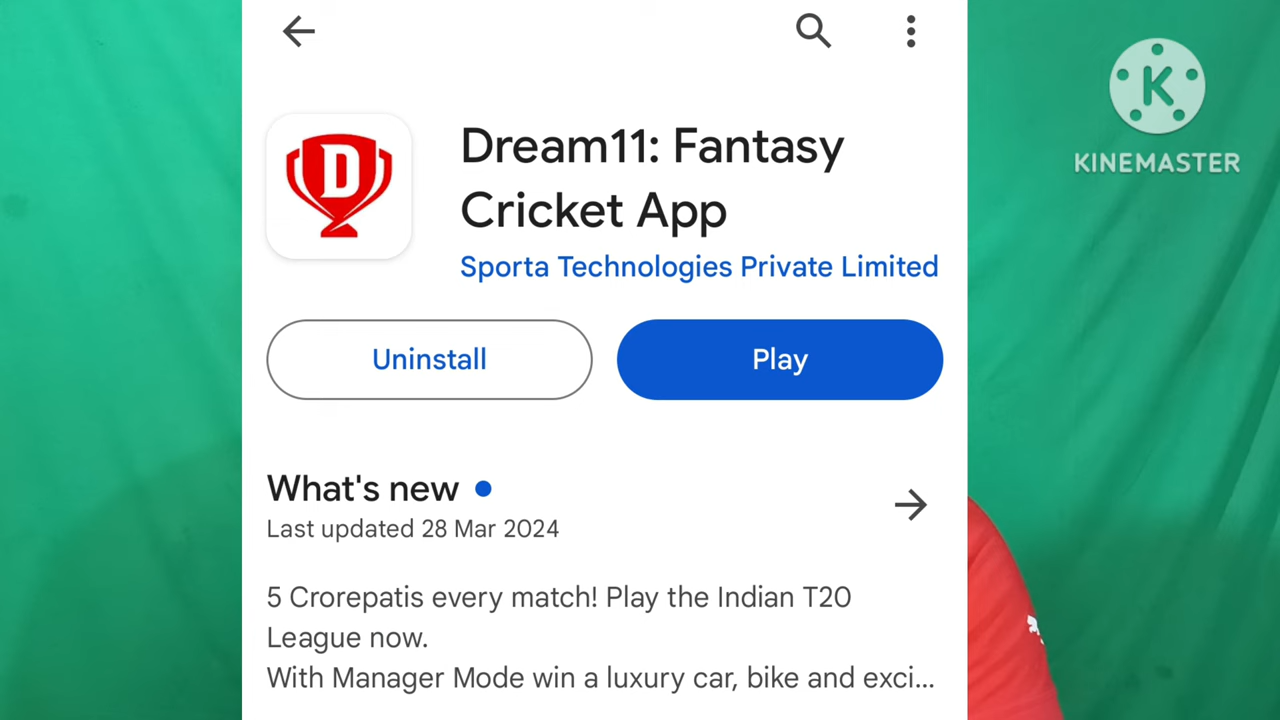 K
KINEMASTER
D
Dream11: Fantasy
Cricket App
Sporta Technologies Private Limited
Uninstall
Play
What's new
Last updated 28 Mar 2024
5 Crorepatis every match! Play the Indian T20
League now.
With Manager Mode win a luxury car, bike and exci...